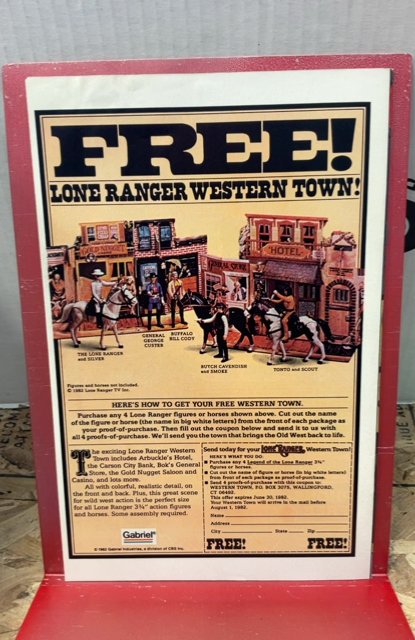 FREE!
LONE RANGER WESTERN TOWN!
GOLD NUGGET
GENERAL STORE
HOTEL
THE LONE RANGER
and SILVER
GENERAL
GEORGE
CUSTER
BUFFALO
BILL CODY
BUTCH CAVENDISH
and SMOKE
TONTO and SCOUT
Figures and horses not included.
© 1982 Lone Ranger TV Inc.
HERE'S HOW TO GET YOUR FREE WESTERN TOWN.
Purchase any 4 Lone Ranger figures or horses shown above. Cut out the name
of the figure or horse (the name in big white letters) from the front of each package as
your proof-of-purchase. Then fill out the coupon below and send it to us with
all 4 proofs-of-purchase. We'll send you the town that brings the Old West back to life.
The exciting Lone Ranger Western
Town includes Arbuckle's Hotel,
the Carson City Bank, Bok's General
Store, the Gold Nugget Saloon and
Casino, and lots more.
All with colorful, realistic detail, on
the front and back. Plus, this great scene
for wild west action is the perfect size
for all Lone Ranger 3¾" action figures
and horses. Some assembly required.
Gabriel
© 1982 Gabriel Industries, a division of CBS Inc.
Send today for your LONE RANGER Western Town!
HERE'S WHAT YOU DO.
■ Purchase any 4 Legend of the Lone Ranger 3¾"
figures or horses.
■ Cut out the name of figure or horse (in big white letters)
from front of each package as proof-of-purchase.
■ Send 4 proofs-of-purchase with this coupon to:
WESTERN TOWN, P.O. BOX 3075, WALLINGFORD,
CT 06492.
This offer expires June 30, 1982.
Your Western Town will arrive in the mail before
August 1, 1982.
Name
Address
City State Zip
FREE! FREE!